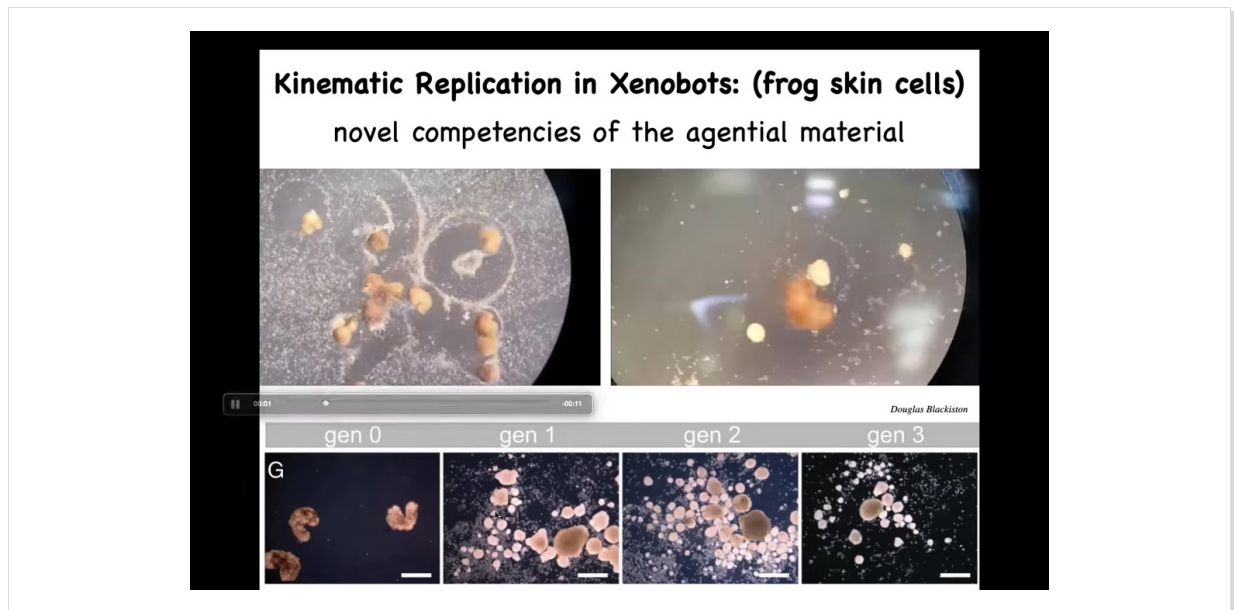 Kinematic Replication in Xenobots: (frog skin cells)
novel competencies of the agential material
00:01
-00:11
Douglas Blackiston
gen 0
gen 1
gen 2
gen 3
G